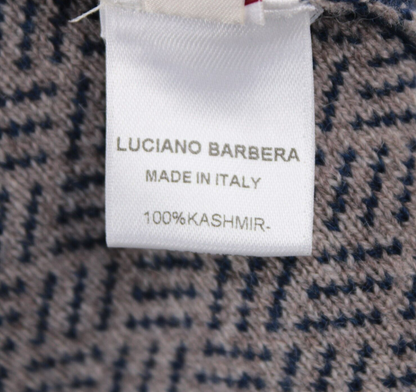 LUCIANO BARBERA
MADE IN ITALY
100%KASHMIR-